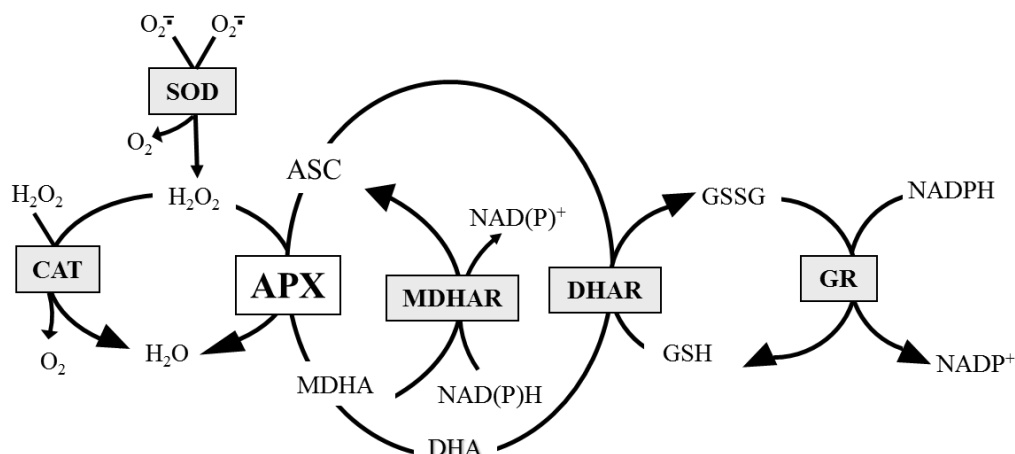 O₂•̄ O₂•̄
SOD
O₂
ASC
H₂O₂ H₂O₂ GSSG NADPH
NAD(P)⁺
CAT APX MDHAR DHAR GR
O₂ H₂O GSH NADP⁺
MDHA NAD(P)H
DHA